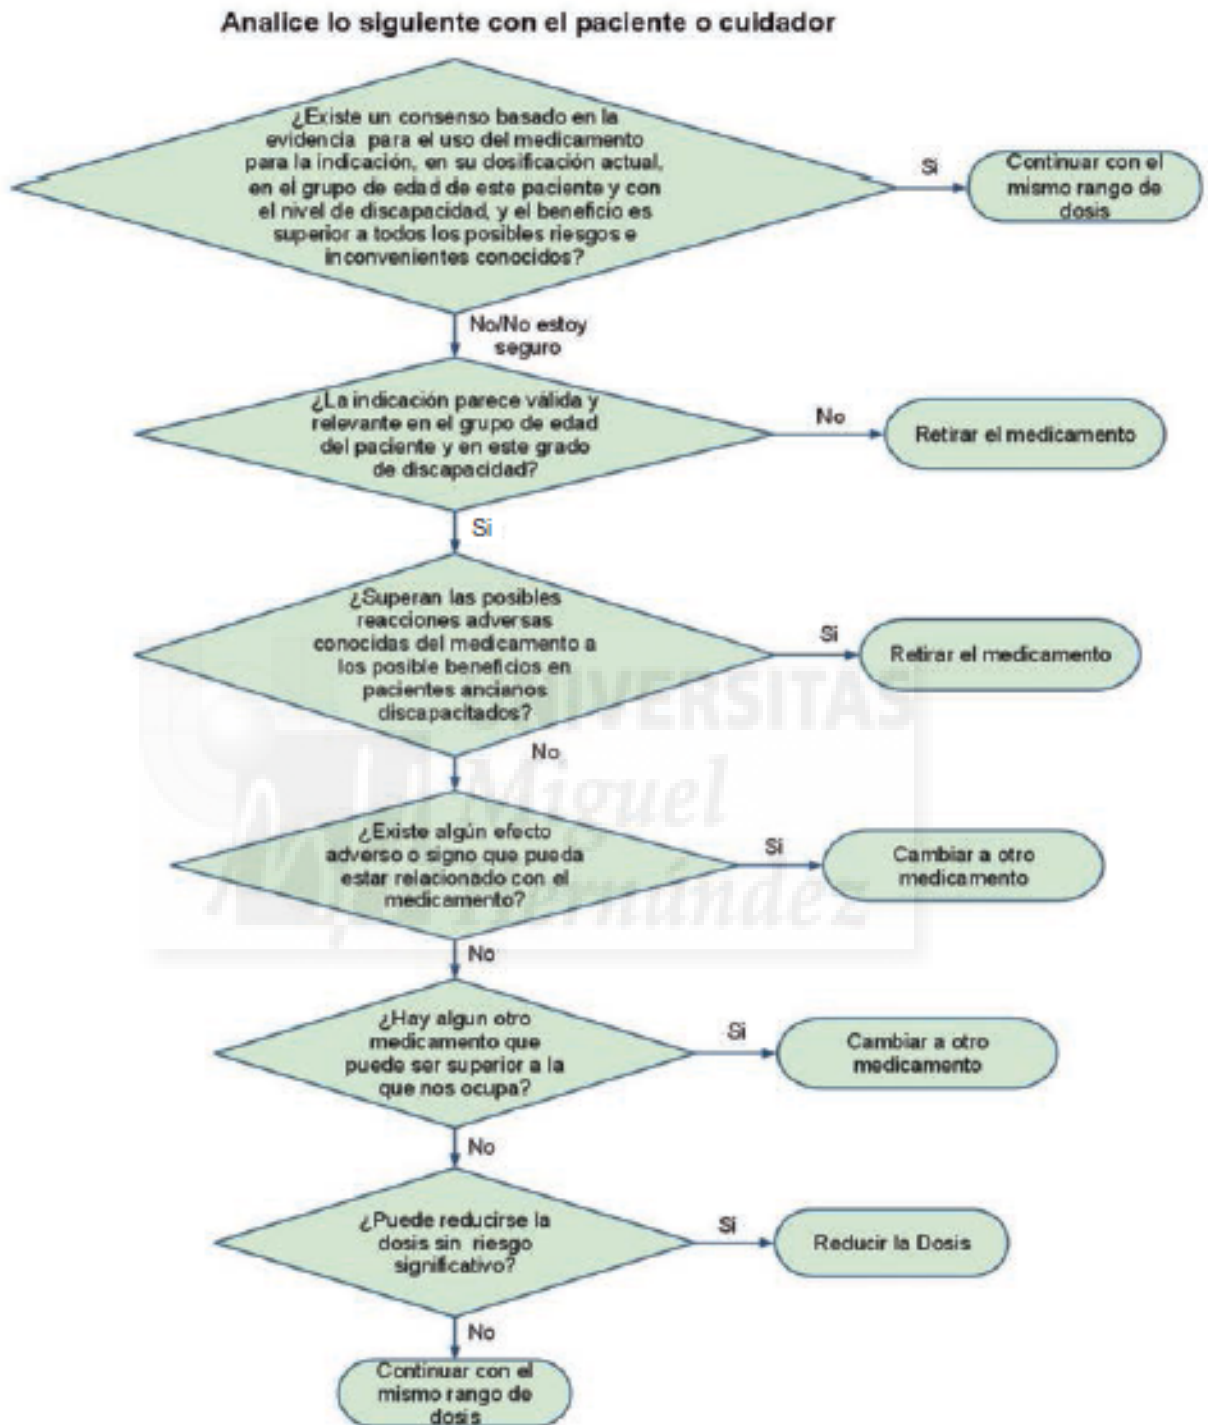 Analice lo siguiente con el paciente o cuidador
¿Existe un consenso basado en la
evidencia para el uso del medicamento
para la indicación, en su dosificación actual,
en el grupo de edad de este paciente y con
el nivel de discapacidad, y el beneficio es
superior a todos los posibles riesgos e
inconvenientes conocidos?
Si
Continuar con el
mismo rango de
dosis
No/No estoy
seguro
¿La indicación parece válida y
relevante en el grupo de edad
del paciente y en este grado
de discapacidad?
No
Retirar el medicamento
Si
¿Superan las posibles
reacciones adversas
conocidas del medicamento a
los posible beneficios en
pacientes ancianos
discapacitados?
Si
Retirar el medicamento
UNIVERSITAS
Miguel
Hernández
No
¿Existe algún efecto
adverso o signo que pueda
estar relacionado con el
medicamento?
Si
Cambiar a otro
medicamento
No
¿Hay algun otro
medicamento que
puede ser superior a la
que nos ocupa?
Si
Cambiar a otro
medicamento
No
¿Puede reducirse la
dosis sin riesgo
significativo?
Si
Reducir la Dosis
No
Continuar con el
mismo rango de
dosis